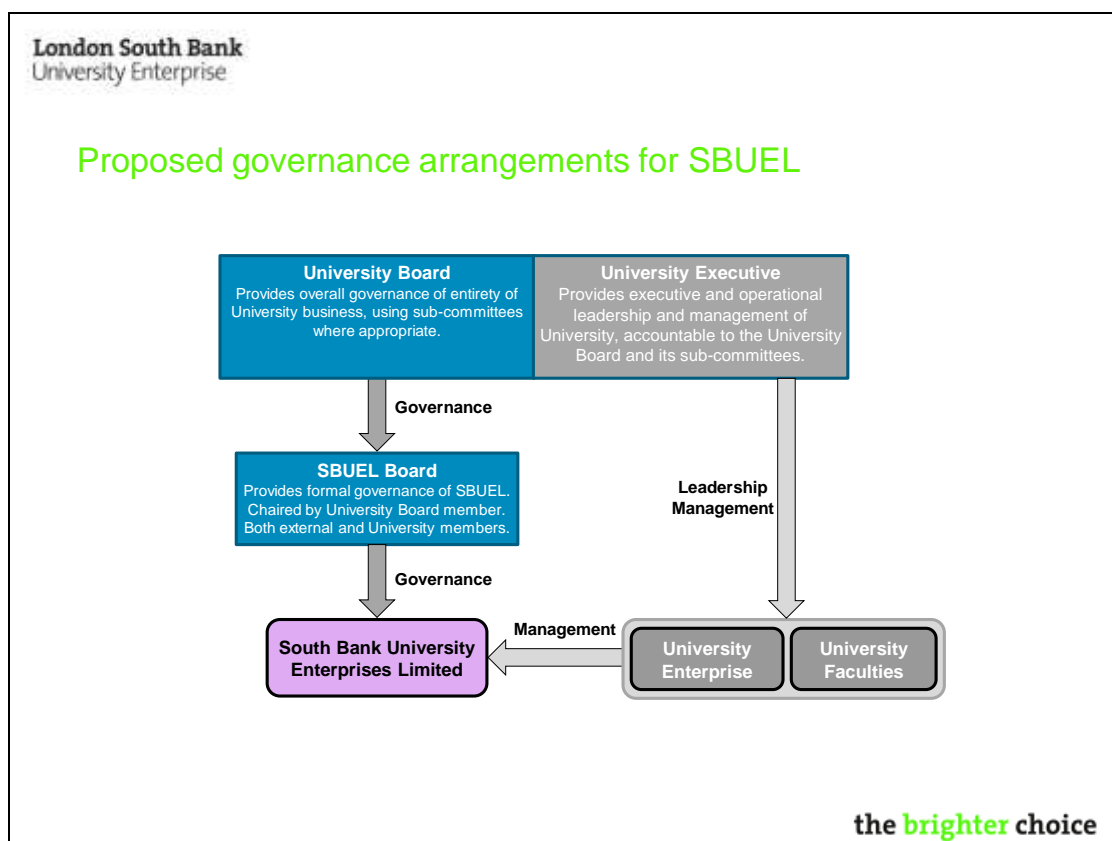 London South Bank
University Enterprise
Proposed governance arrangements for SBUEL
University Board
Provides overall governance of entirety of
University business, using sub-committees
where appropriate.
University Executive
Provides executive and operational
leadership and management of
University, accountable to the University
Board and its sub-committees.
Governance
SBUEL Board
Provides formal governance of SBUEL.
Chaired by University Board member.
Both external and University members.
Leadership
Management
Governance
South Bank University
Enterprises Limited
Management
University
Enterprise
University
Faculties
the brighter choice